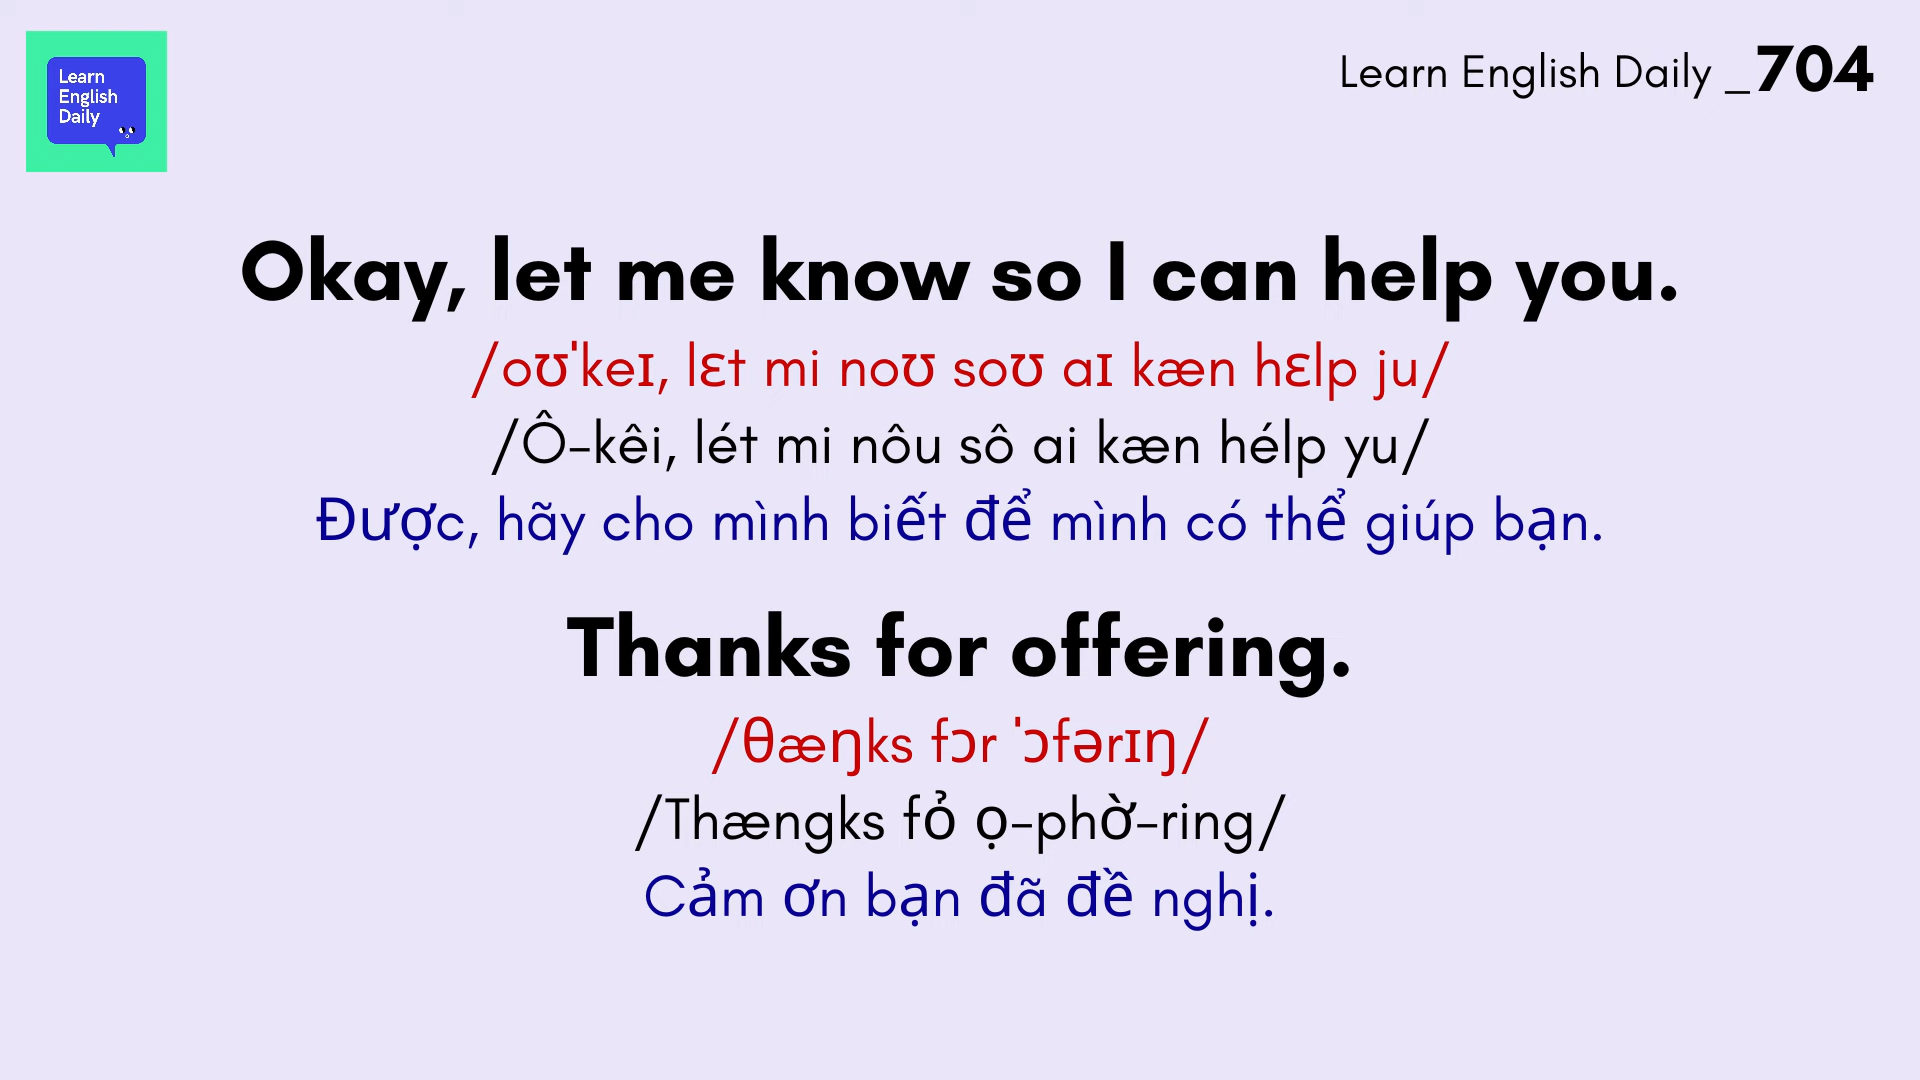 Learn
English
Daily
Learn English Daily _704
Okay, let me know so I can help you.
/oʊˈkeɪ, lɛt mi noʊ soʊ aɪ kæn hɛlp ju/
/Ô-kêi, lét mi nôu sô ai kæn hélp yu/
Được, hãy cho mình biết để mình có thể giúp bạn.
Thanks for offering.
/θæŋks fɔr ˈɔfərɪŋ/
/Thængks fỏ ọ-phờ-ring/
Cảm ơn bạn đã đề nghị.